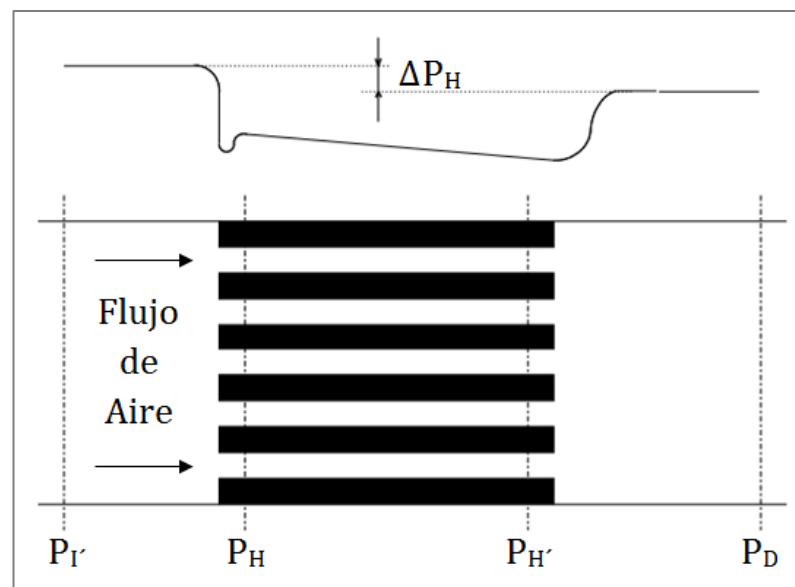 ΔP_H
Flujo
de
Aire
P_I´ P_H P_H´ P_D